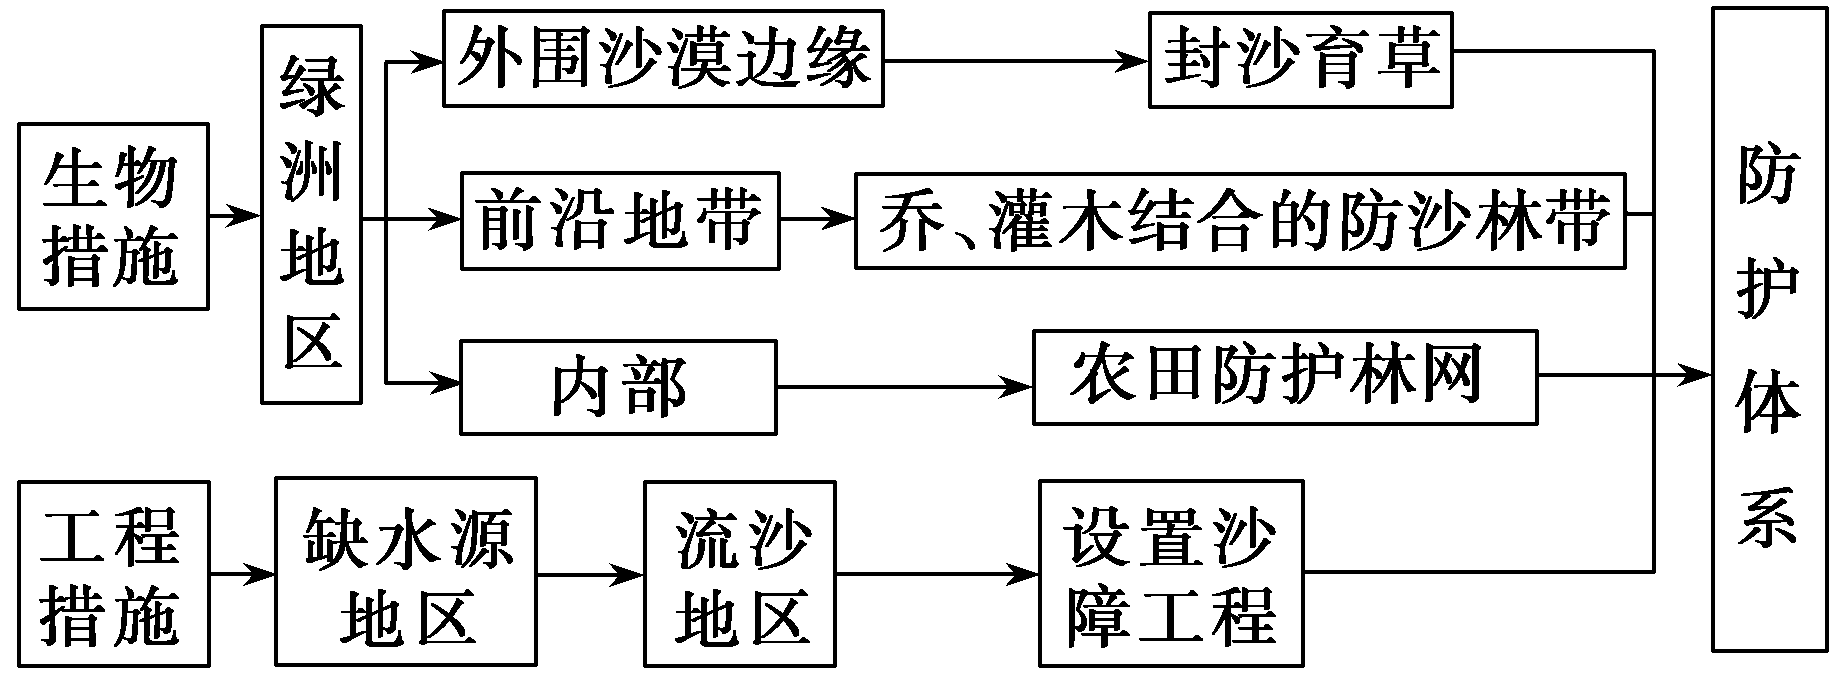 生物
措施
绿洲地区
外围沙漠边缘
封沙育草
前沿地带
乔、灌木结合的防沙林带
内部
农田防护林网
工程
措施
缺水源
地区
流沙
地区
设置沙
障工程
防护体系